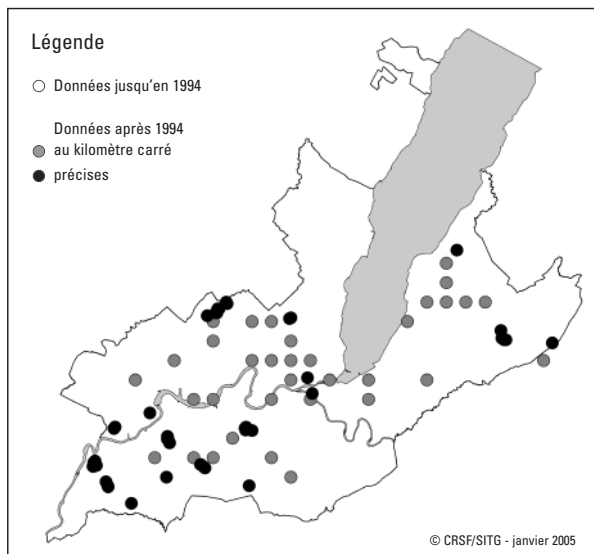 Légende
Données jusqu'en 1994
Données après 1994
au kilomètre carré
précises
© CRSF/SITG - janvier 2005